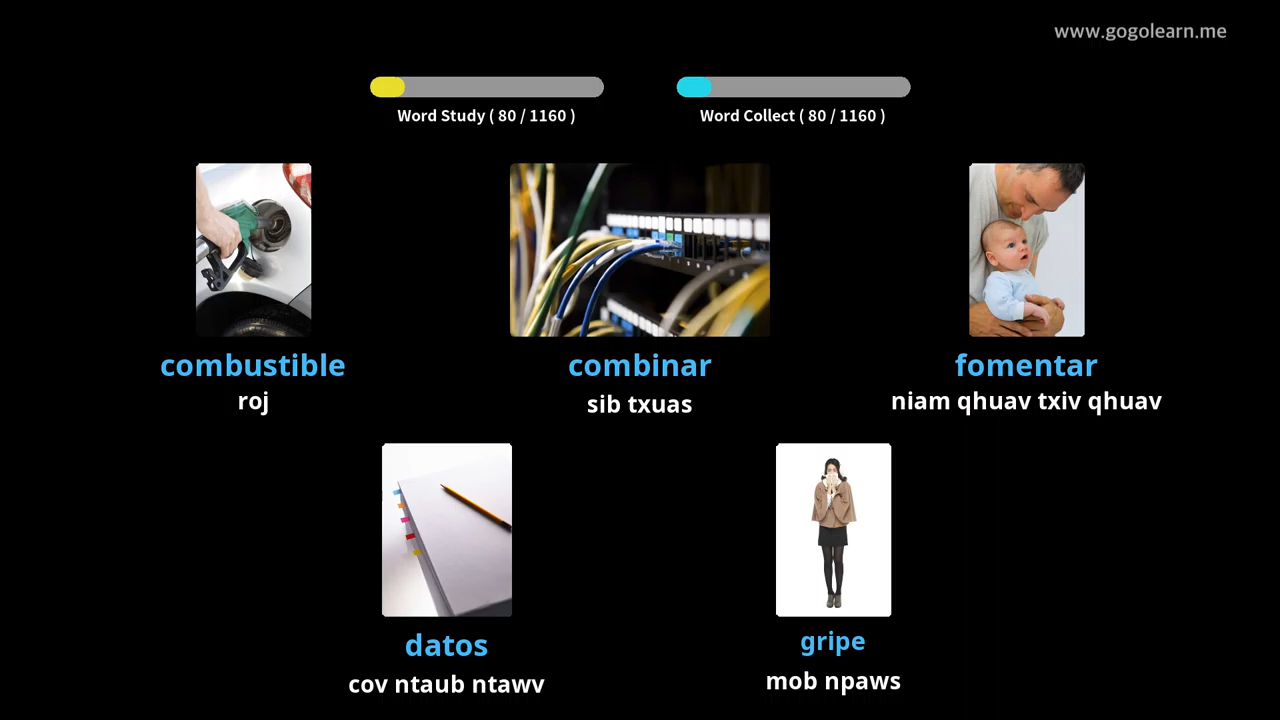 www.gogolearn.me
Word Study ( 80 / 1160 )
Word Collect ( 80 / 1160 )
combustible
roj
combinar
sib txuas
fomentar
niam qhuav txiv qhuav
datos
cov ntaub ntawv
gripe
mob npaws